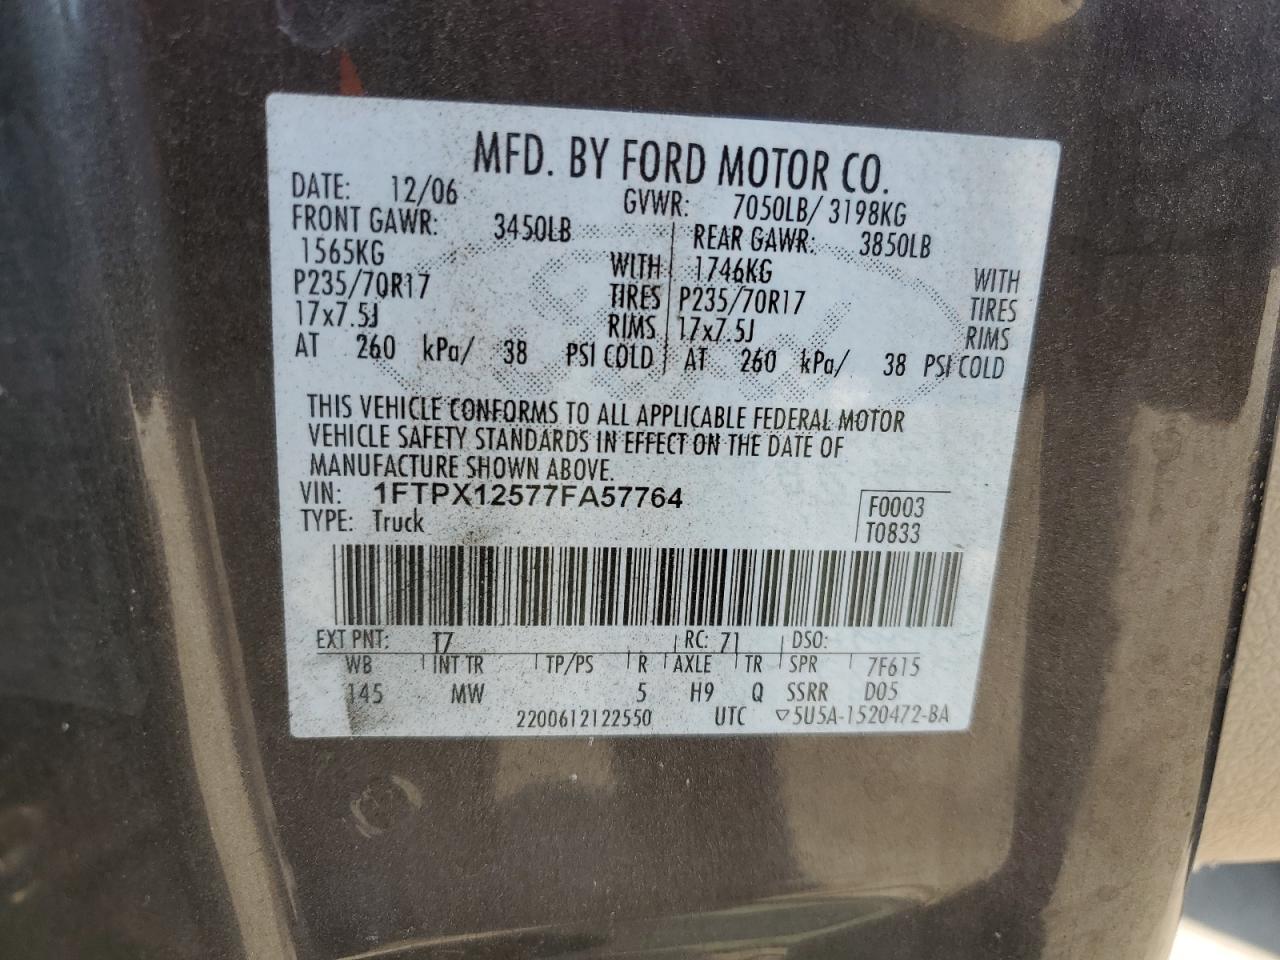 MFD. BY FORD MOTOR CO.
DATE: 12/06 GVWR: 7050LB/ 3198KG
FRONT GAWR: 3450LB REAR GAWR: 3850LB
1565KG WITH 1746KG WITH
P235/70R17 TIRES P235/70R17 TIRES
17x7.5J RIMS 17x7.5J RIMS
AT 260 kPa/ 38 PSI COLD AT 260 kPa/ 38 PSI COLD
THIS VEHICLE CONFORMS TO ALL APPLICABLE FEDERAL MOTOR
VEHICLE SAFETY STANDARDS IN EFFECT ON THE DATE OF
MANUFACTURE SHOWN ABOVE.
VIN: 1FTPX12577FA57764 F0003
TYPE: Truck T0833
EXT PNT: T7 RC: 71 DSO:
WB INT TR TP/PS R AXLE TR SPR 7F615
145 MW 5 H9 Q SSRR D05
2200612122550 UTC ▽5U5A-1520472-BA